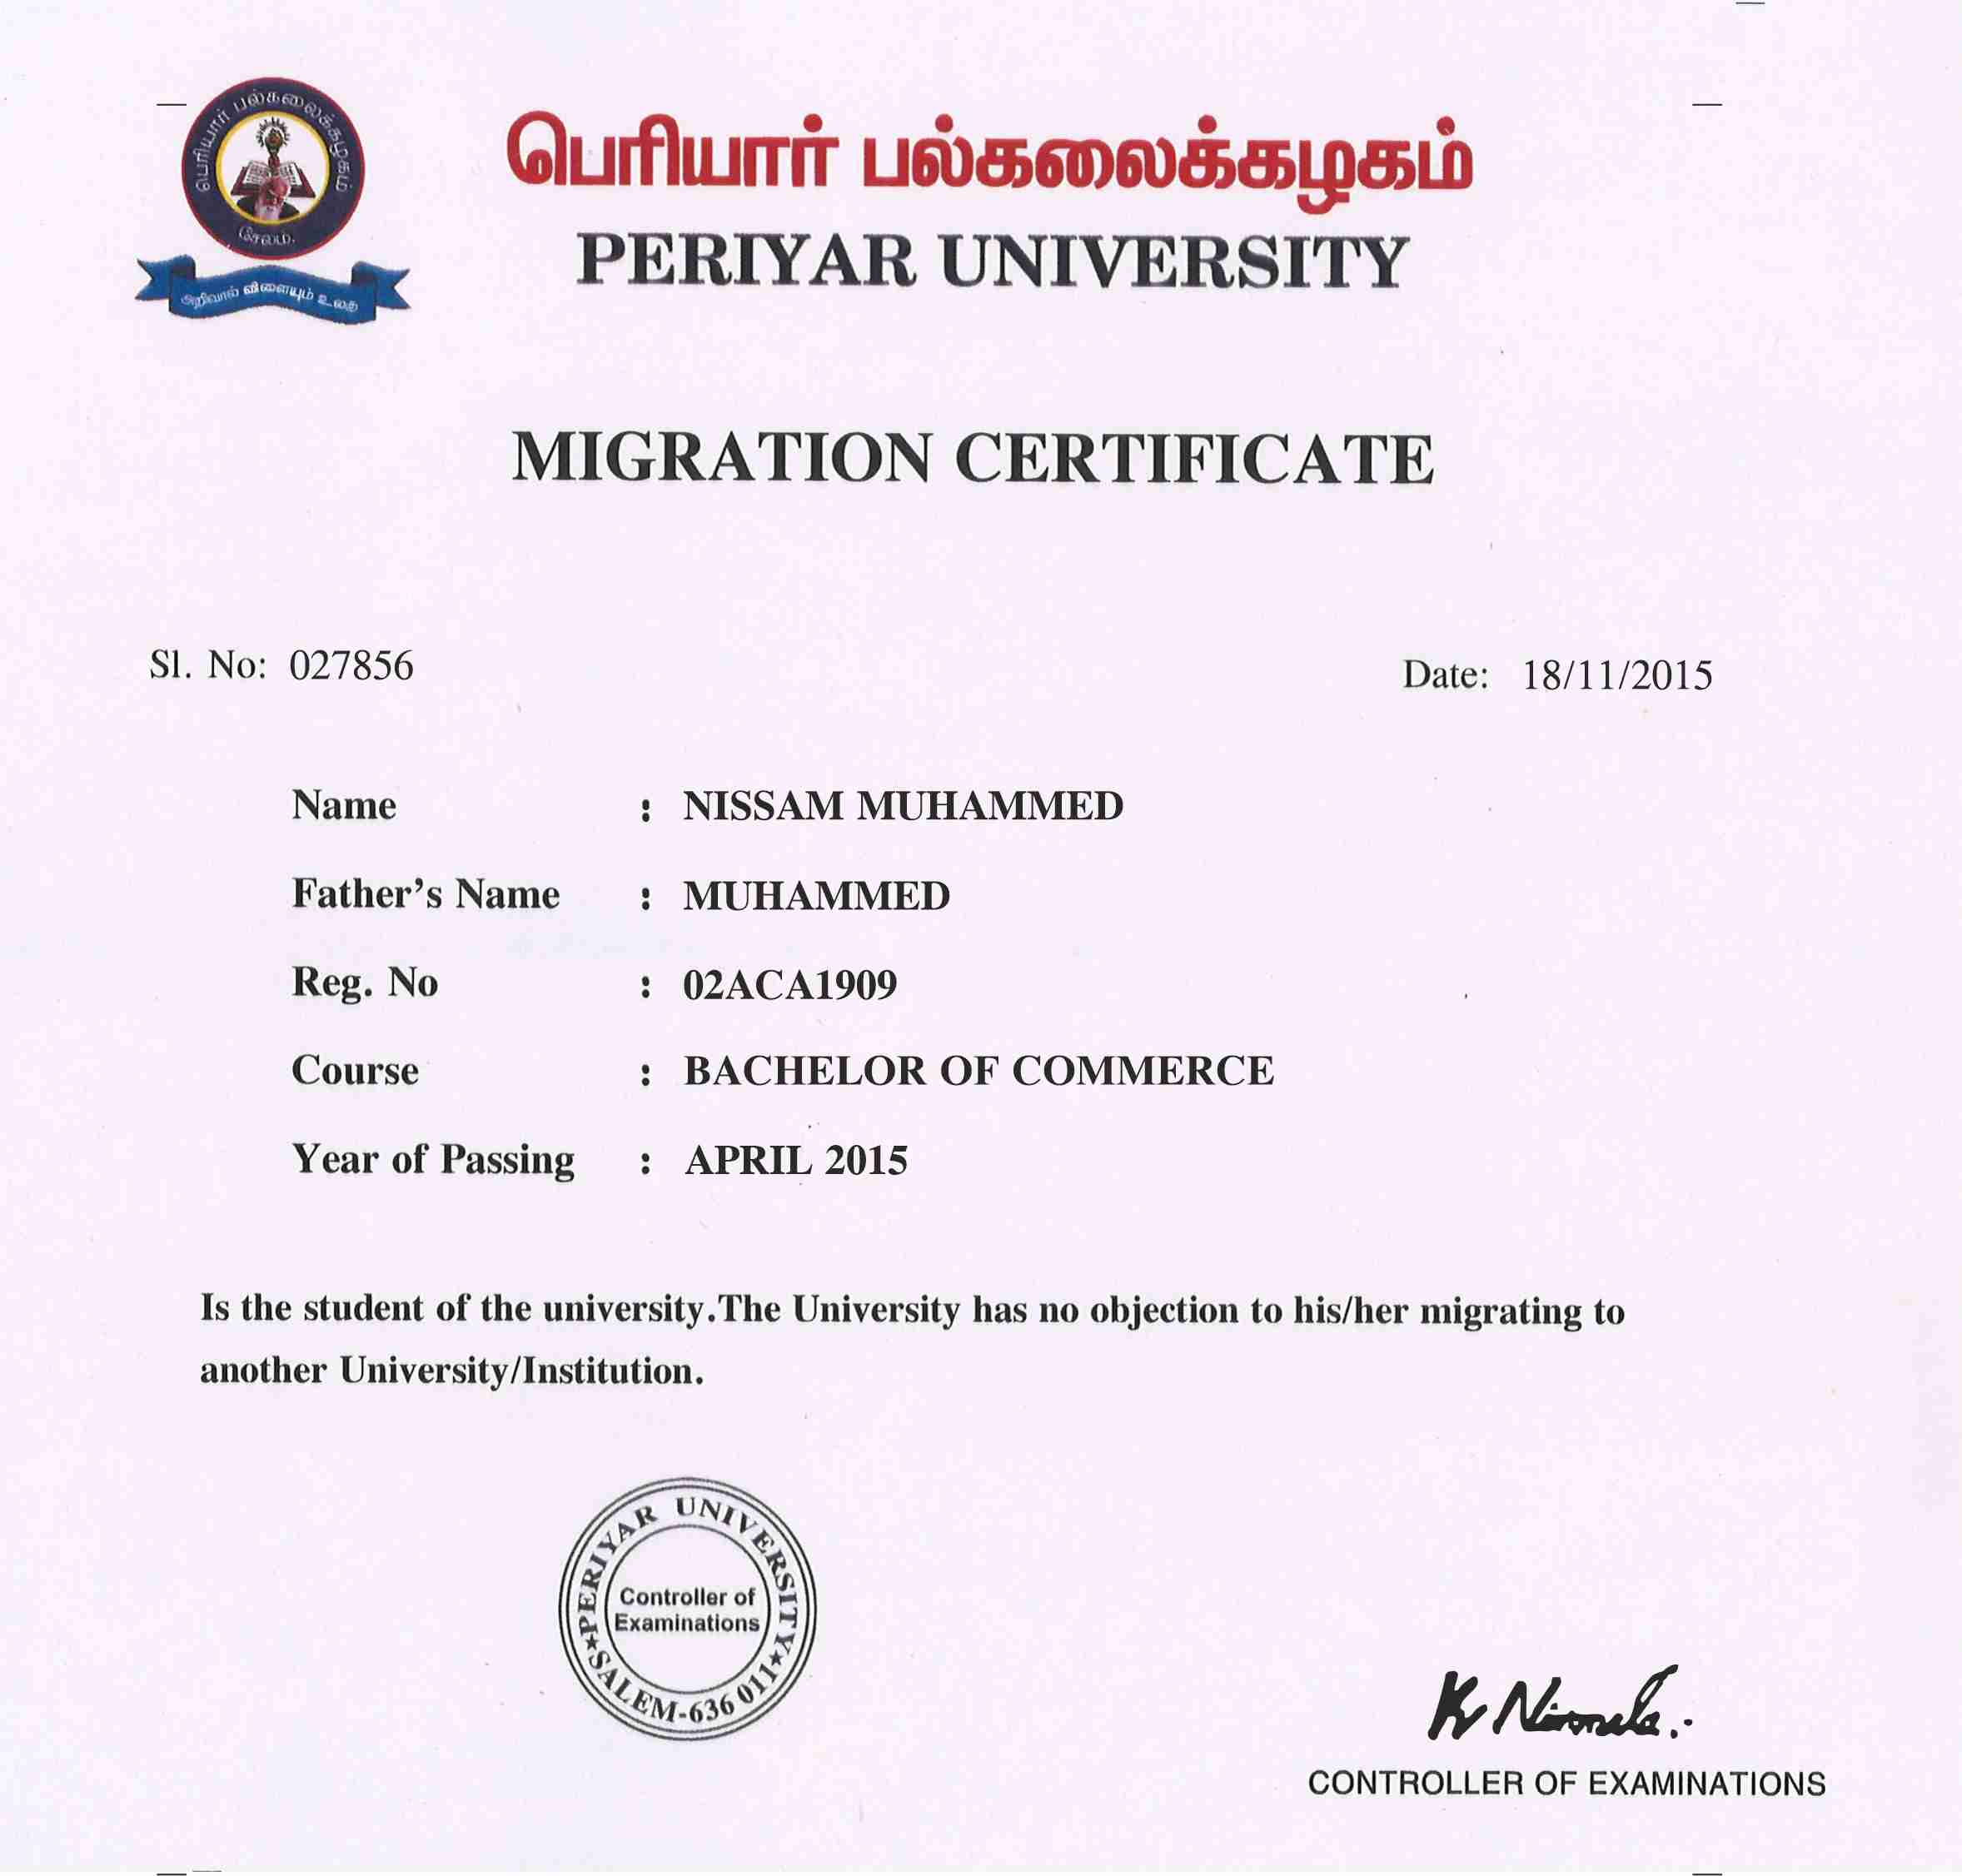 பெரியார் பல்கலைக்கழகம்
சேலம்.
அறிவால் விளையும் உலகு
பெரியார் பல்கலைக்கழகம்
PERIYAR UNIVERSITY
MIGRATION CERTIFICATE
Sl. No: 027856
Date: 18/11/2015
Name : NISSAM MUHAMMED
Father's Name : MUHAMMED
Reg. No : 02ACA1909
Course : BACHELOR OF COMMERCE
Year of Passing : APRIL 2015
Is the student of the university.The University has no objection to his/her migrating to
another University/Institution.
PERIYAR UNIVERSITY
Controller of
Examinations
★SALEM-636 011★
K Nirmala.
CONTROLLER OF EXAMINATIONS